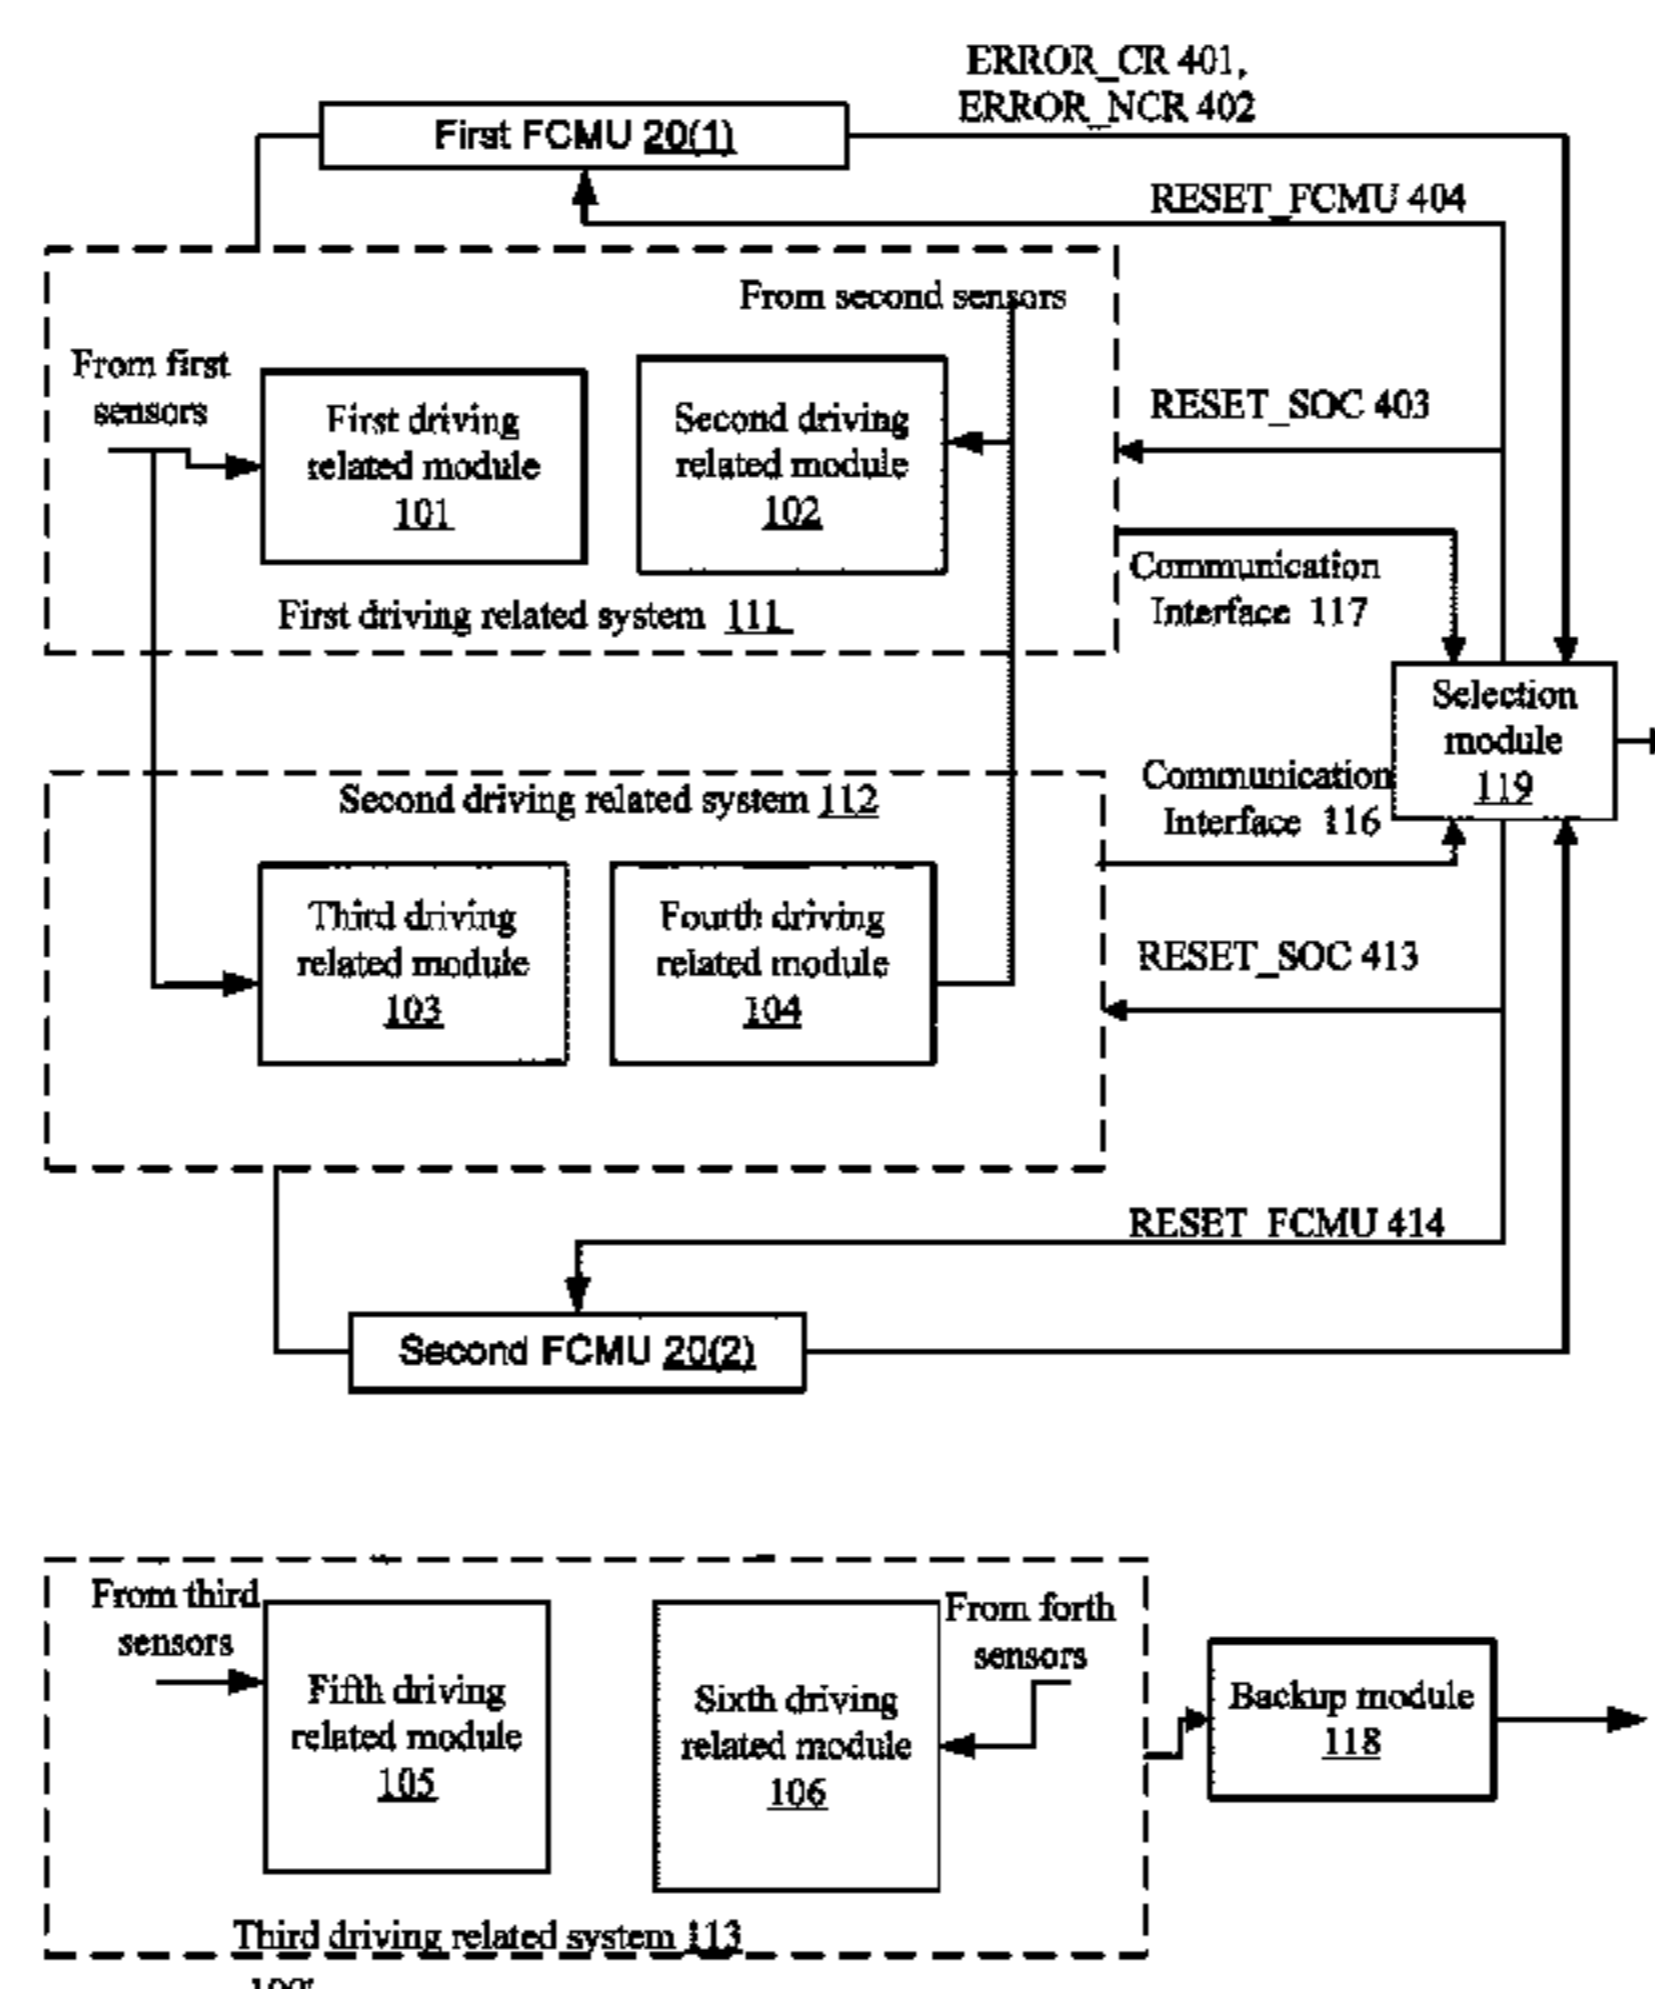 ERROR_CR 401,
ERROR_NCR 402
First FCMU 20(1)
RESET_FCMU 404
From second sensors
From first
sensors
First driving
related module
101
Second driving
related module
102
RESET_SOC 403
First driving related system 111
Communication
Interface 117
Selection
module
119
Second driving related system 112
Communication
Interface 116
Third driving
related module
103
Fourth driving
related module
104
RESET_SOC 413
RESET_FCMU 414
Second FCMU 20(2)
From third
sensors
Fifth driving
related module
105
Sixth driving
related module
106
From forth
sensors
Backup module
118
Third driving related system 113